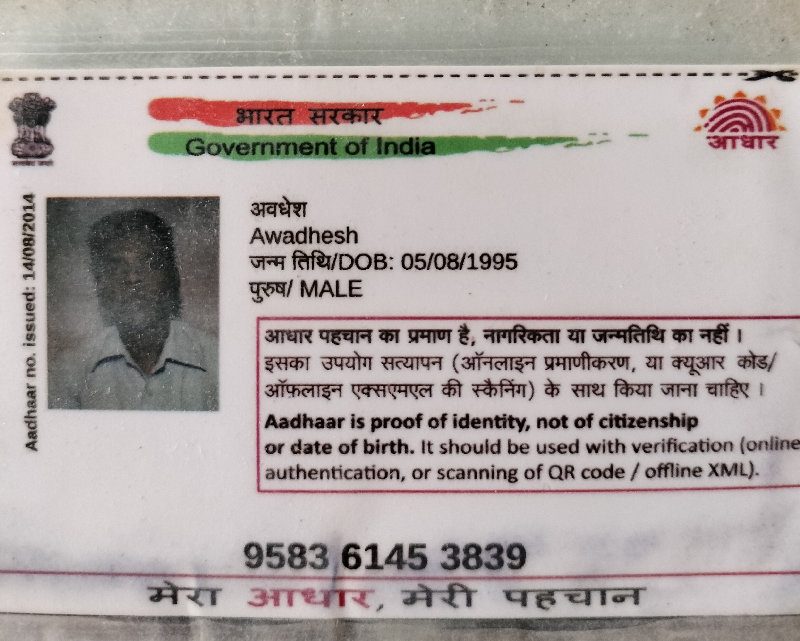 भारत सरकार
Government of India
आधार
Aadhaar no. issued: 14/08/2014
अवधेश
Awadhesh
जन्म तिथि/DOB: 05/08/1995
पुरुष/ MALE
आधार पहचान का प्रमाण है, नागरिकता या जन्मतिथि का नहीं ।
इसका उपयोग सत्यापन (ऑनलाइन प्रमाणीकरण, या क्यूआर कोड/
ऑफ़लाइन एक्सएमएल की स्कैनिंग) के साथ किया जाना चाहिए ।
Aadhaar is proof of identity, not of citizenship
or date of birth. It should be used with verification (online
authentication, or scanning of QR code / offline XML).
9583 6145 3839
मेरा आधार, मेरी पहचान